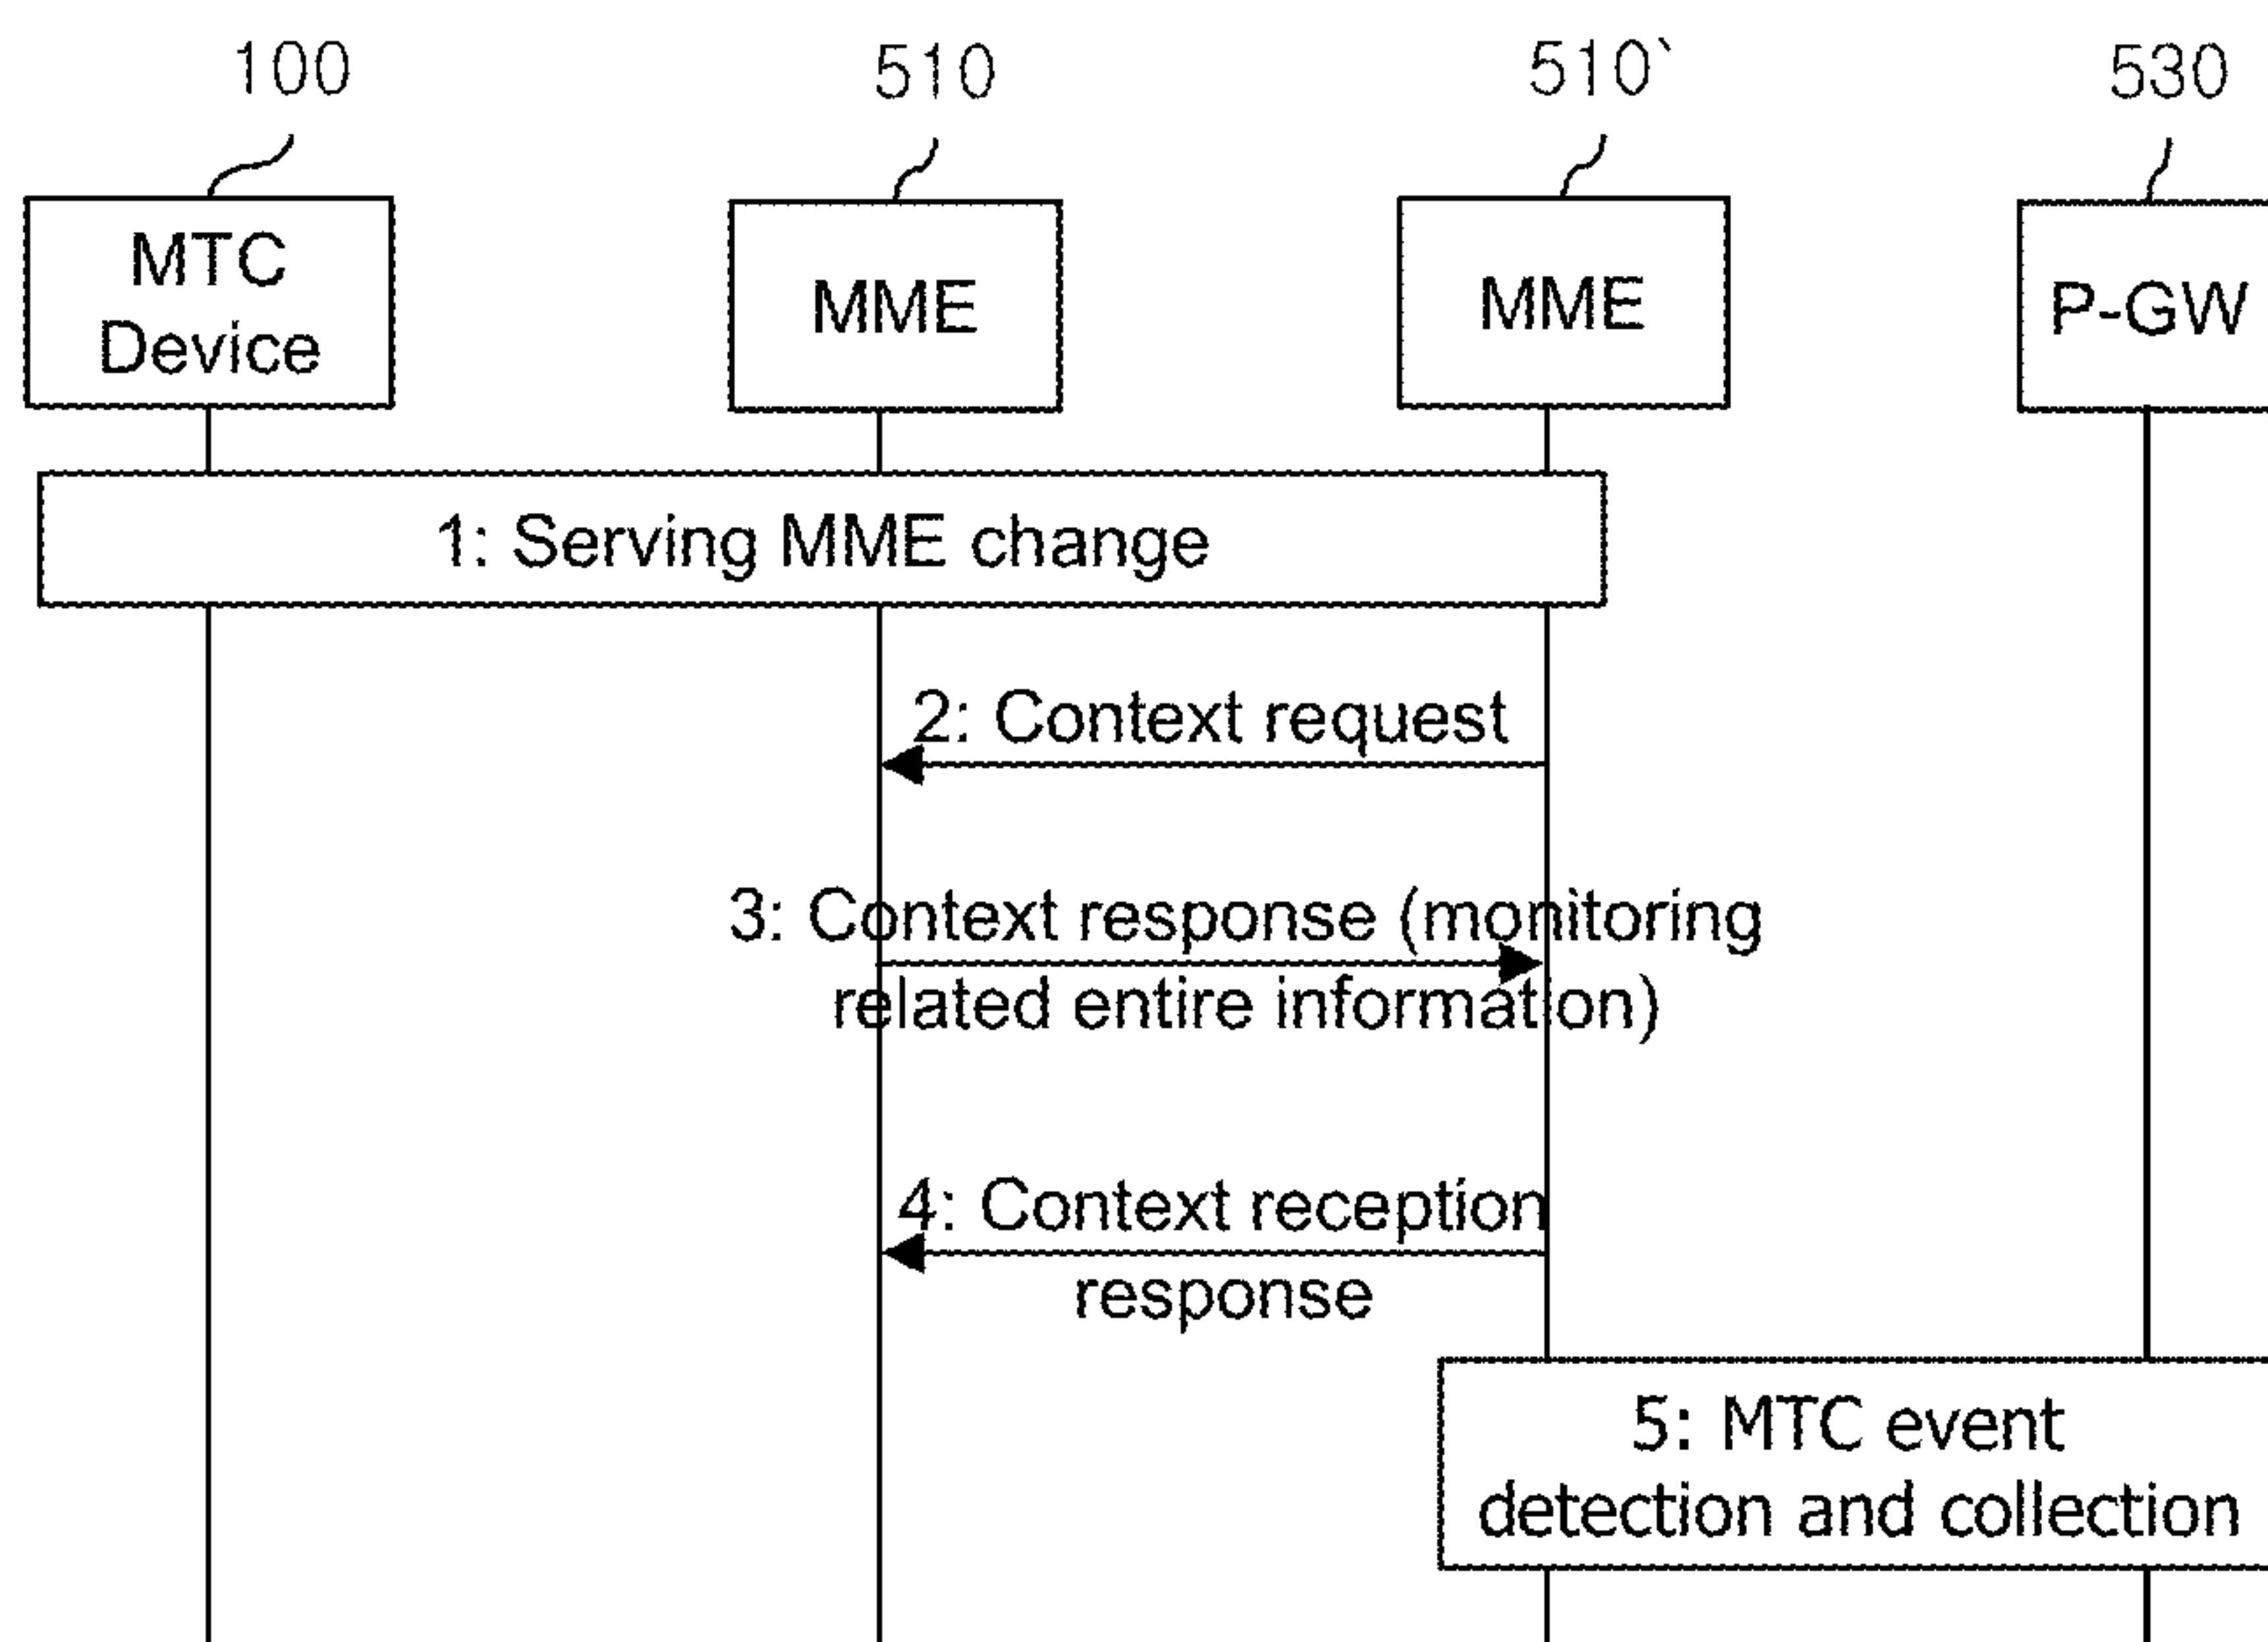 100
510
510`
530
MTC
Device
MME
MME
P-GW
1: Serving MME change
2: Context request
3: Context response (monitoring
related entire information)
4: Context reception
response
5: MTC event
detection and collection